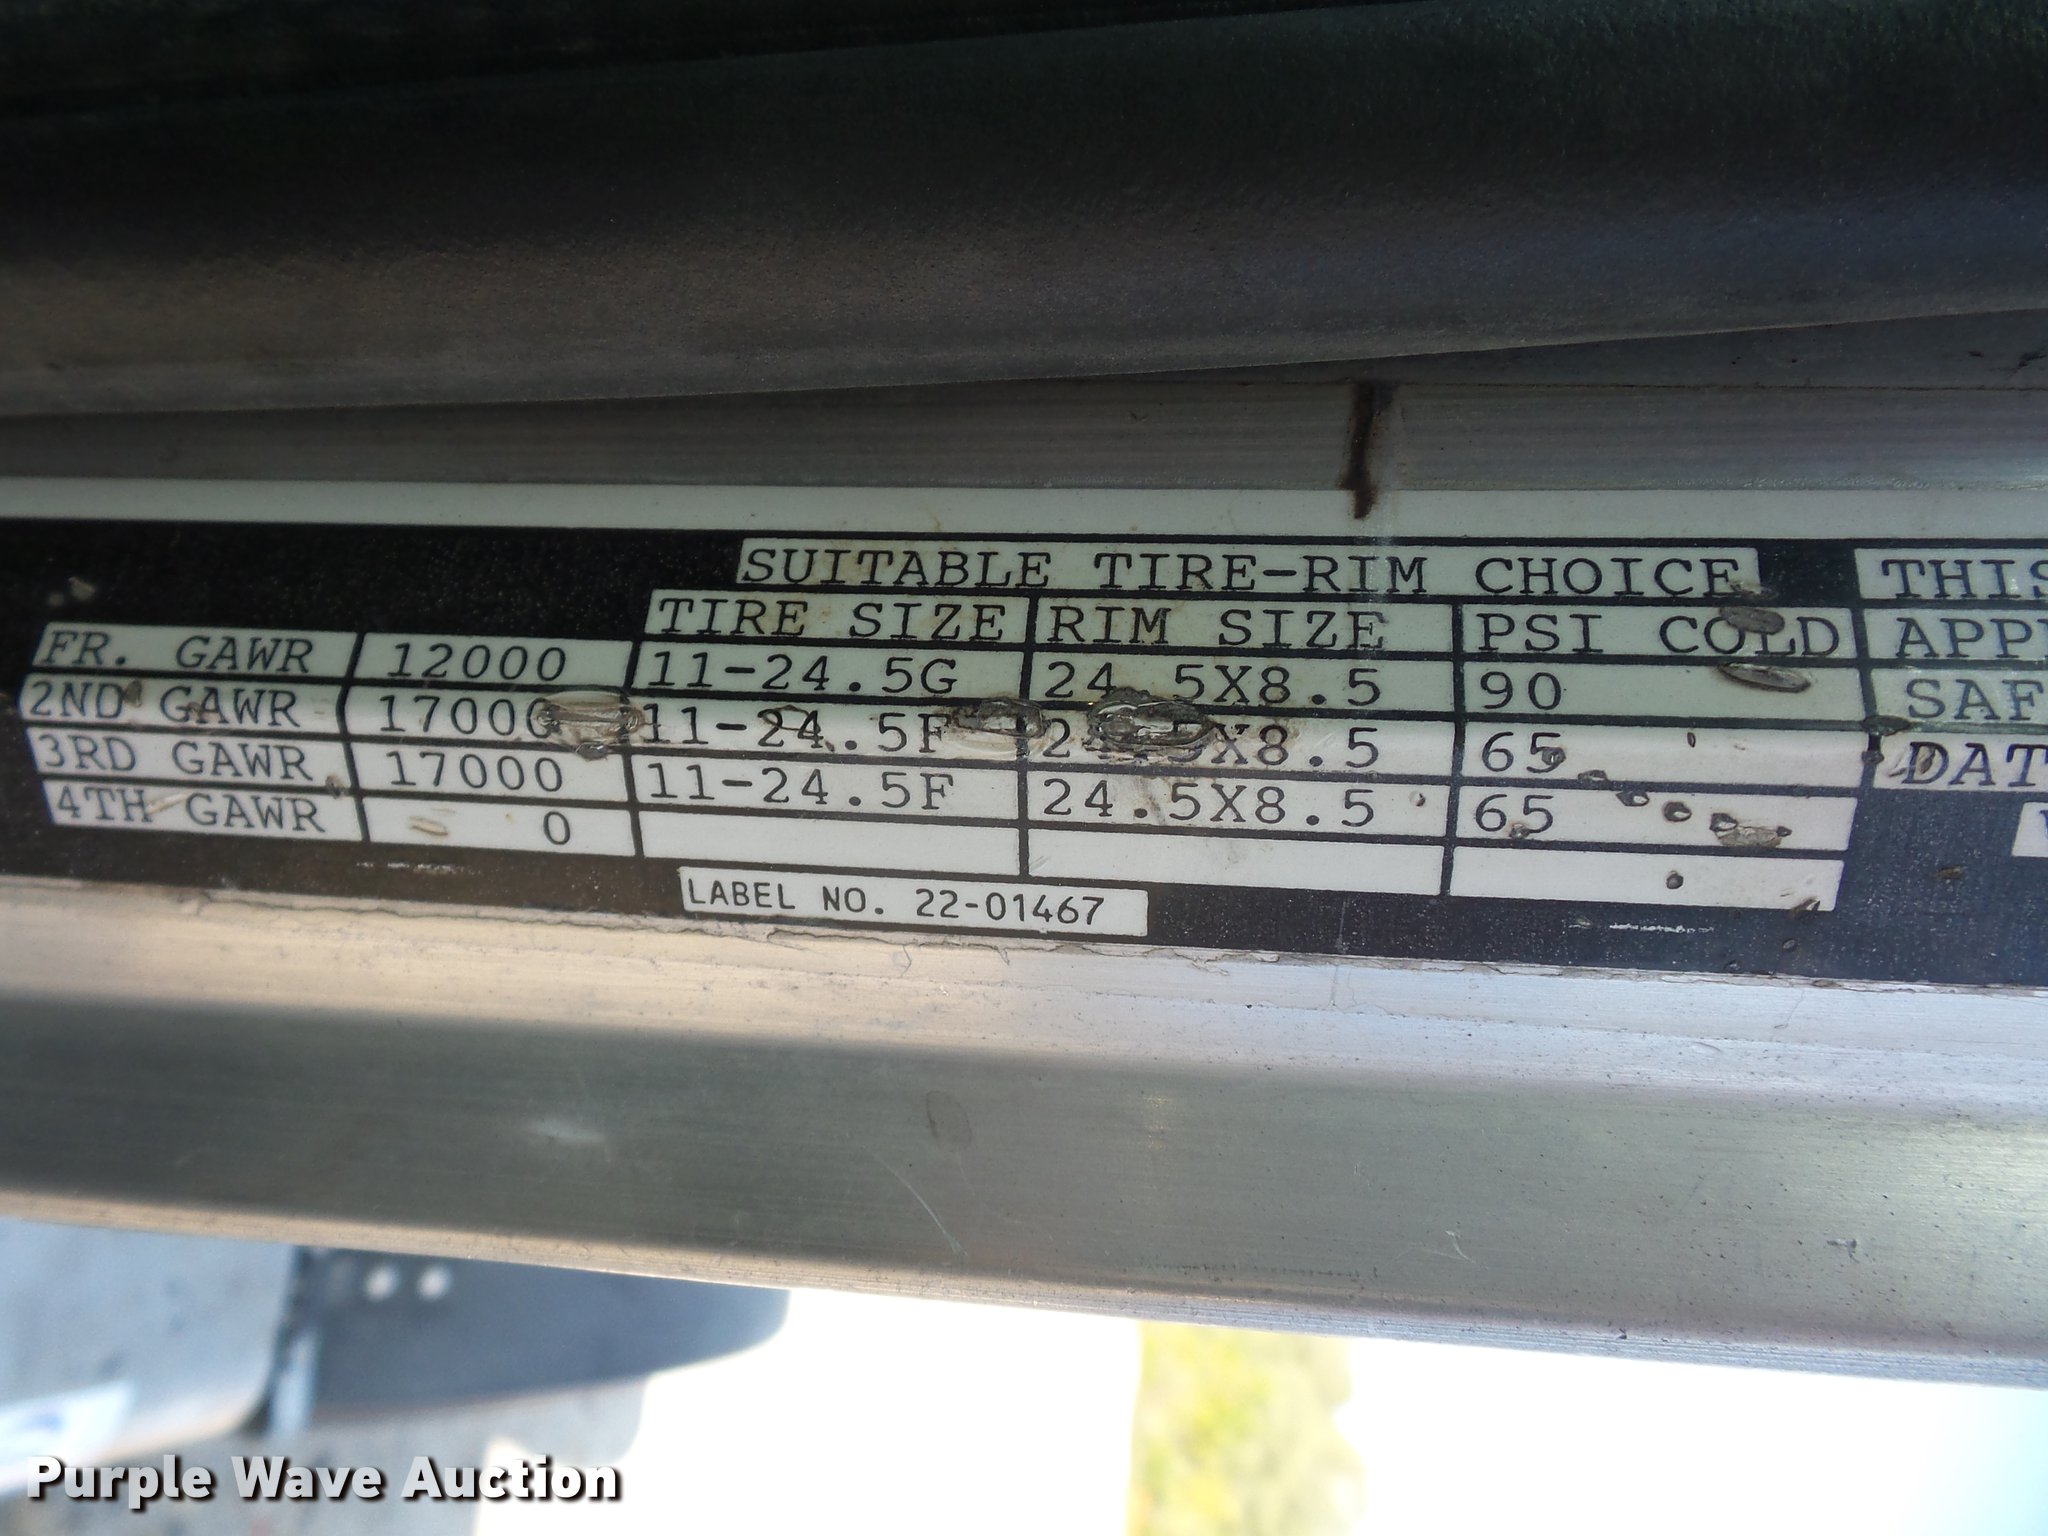 SUITABLE TIRE-RIM CHOICE THIS
TIRE SIZE RIM SIZE PSI COLD
FR. GAWR 12000 11-24.5G 24.5X8.5 90
2ND GAWR 17000 11-24.5F 24.5X8.5 65
3RD GAWR 17000 11-24.5F 24.5X8.5 65
4TH GAWR 0
LABEL NO. 22-01467
Purple Wave Auction